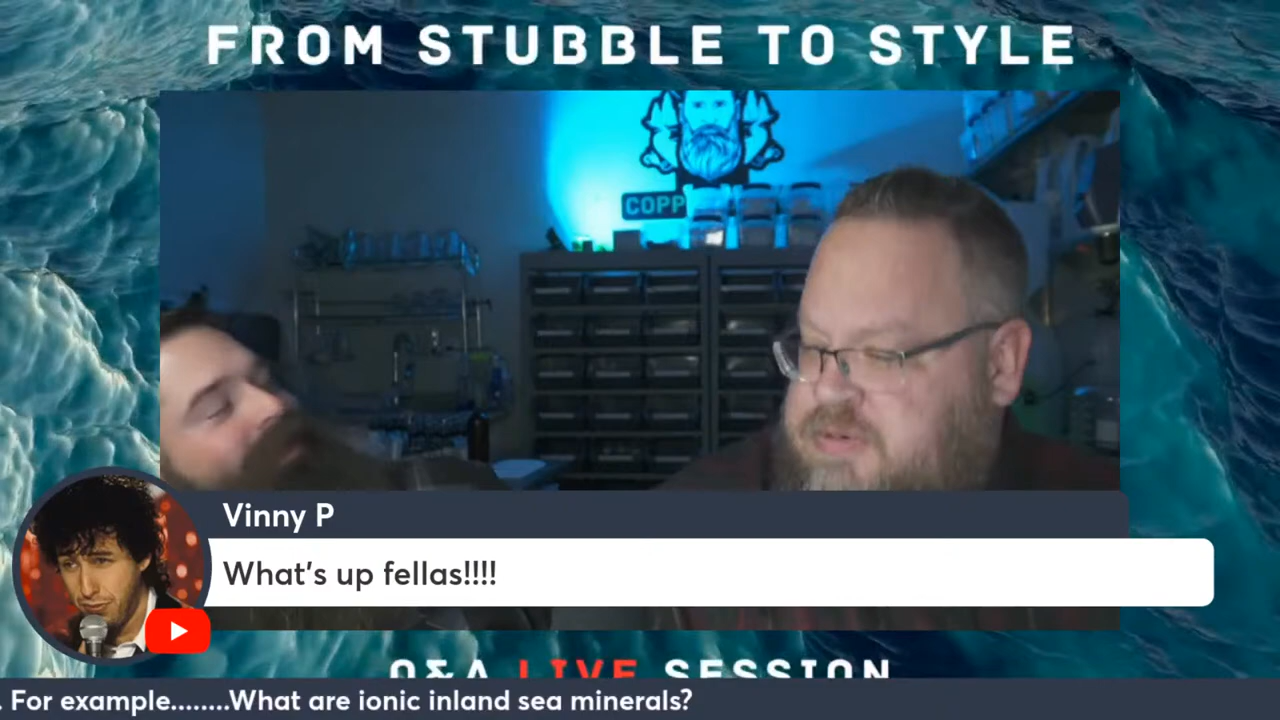 FROM STUBBLE TO STYLE
COPP
Vinny P
What's up fellas!!!!
Q&A LIVE SESSION
. For example........What are ionic inland sea minerals?